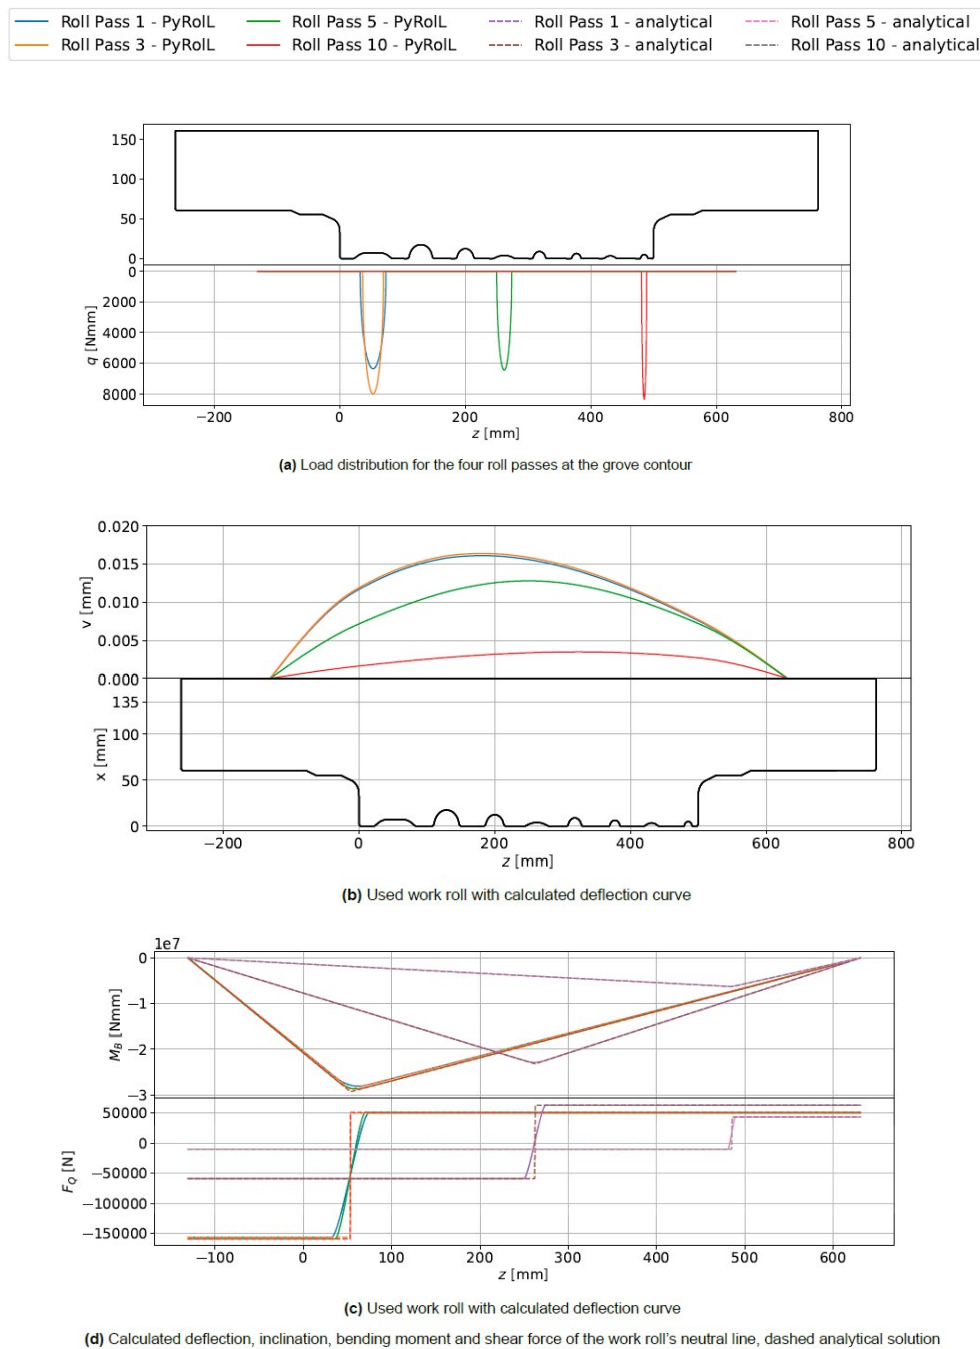 Roll Pass 1 - PyRolL Roll Pass 5 - PyRolL Roll Pass 1 - analytical Roll Pass 5 - analytical
Roll Pass 3 - PyRolL Roll Pass 10 - PyRolL Roll Pass 3 - analytical Roll Pass 10 - analytical
150
100
50
0
0
2000
4000
6000
8000
q [Nmm]
−200 0 200 400 600 800
z [mm]
(a) Load distribution for the four roll passes at the grove contour
0.020
0.015
0.010
0.005
0.000
v [mm]
135
100
50
0
x [mm]
−200 0 200 400 600 800
z [mm]
(b) Used work roll with calculated deflection curve
1e7
0
−1
−2
−3
M_B [Nmm]
50000
0
−50000
−100000
−150000
F_Q [N]
−100 0 100 200 300 400 500 600
z [mm]
(c) Used work roll with calculated deflection curve
(d) Calculated deflection, inclination, bending moment and shear force of the work roll's neutral line, dashed analytical solution